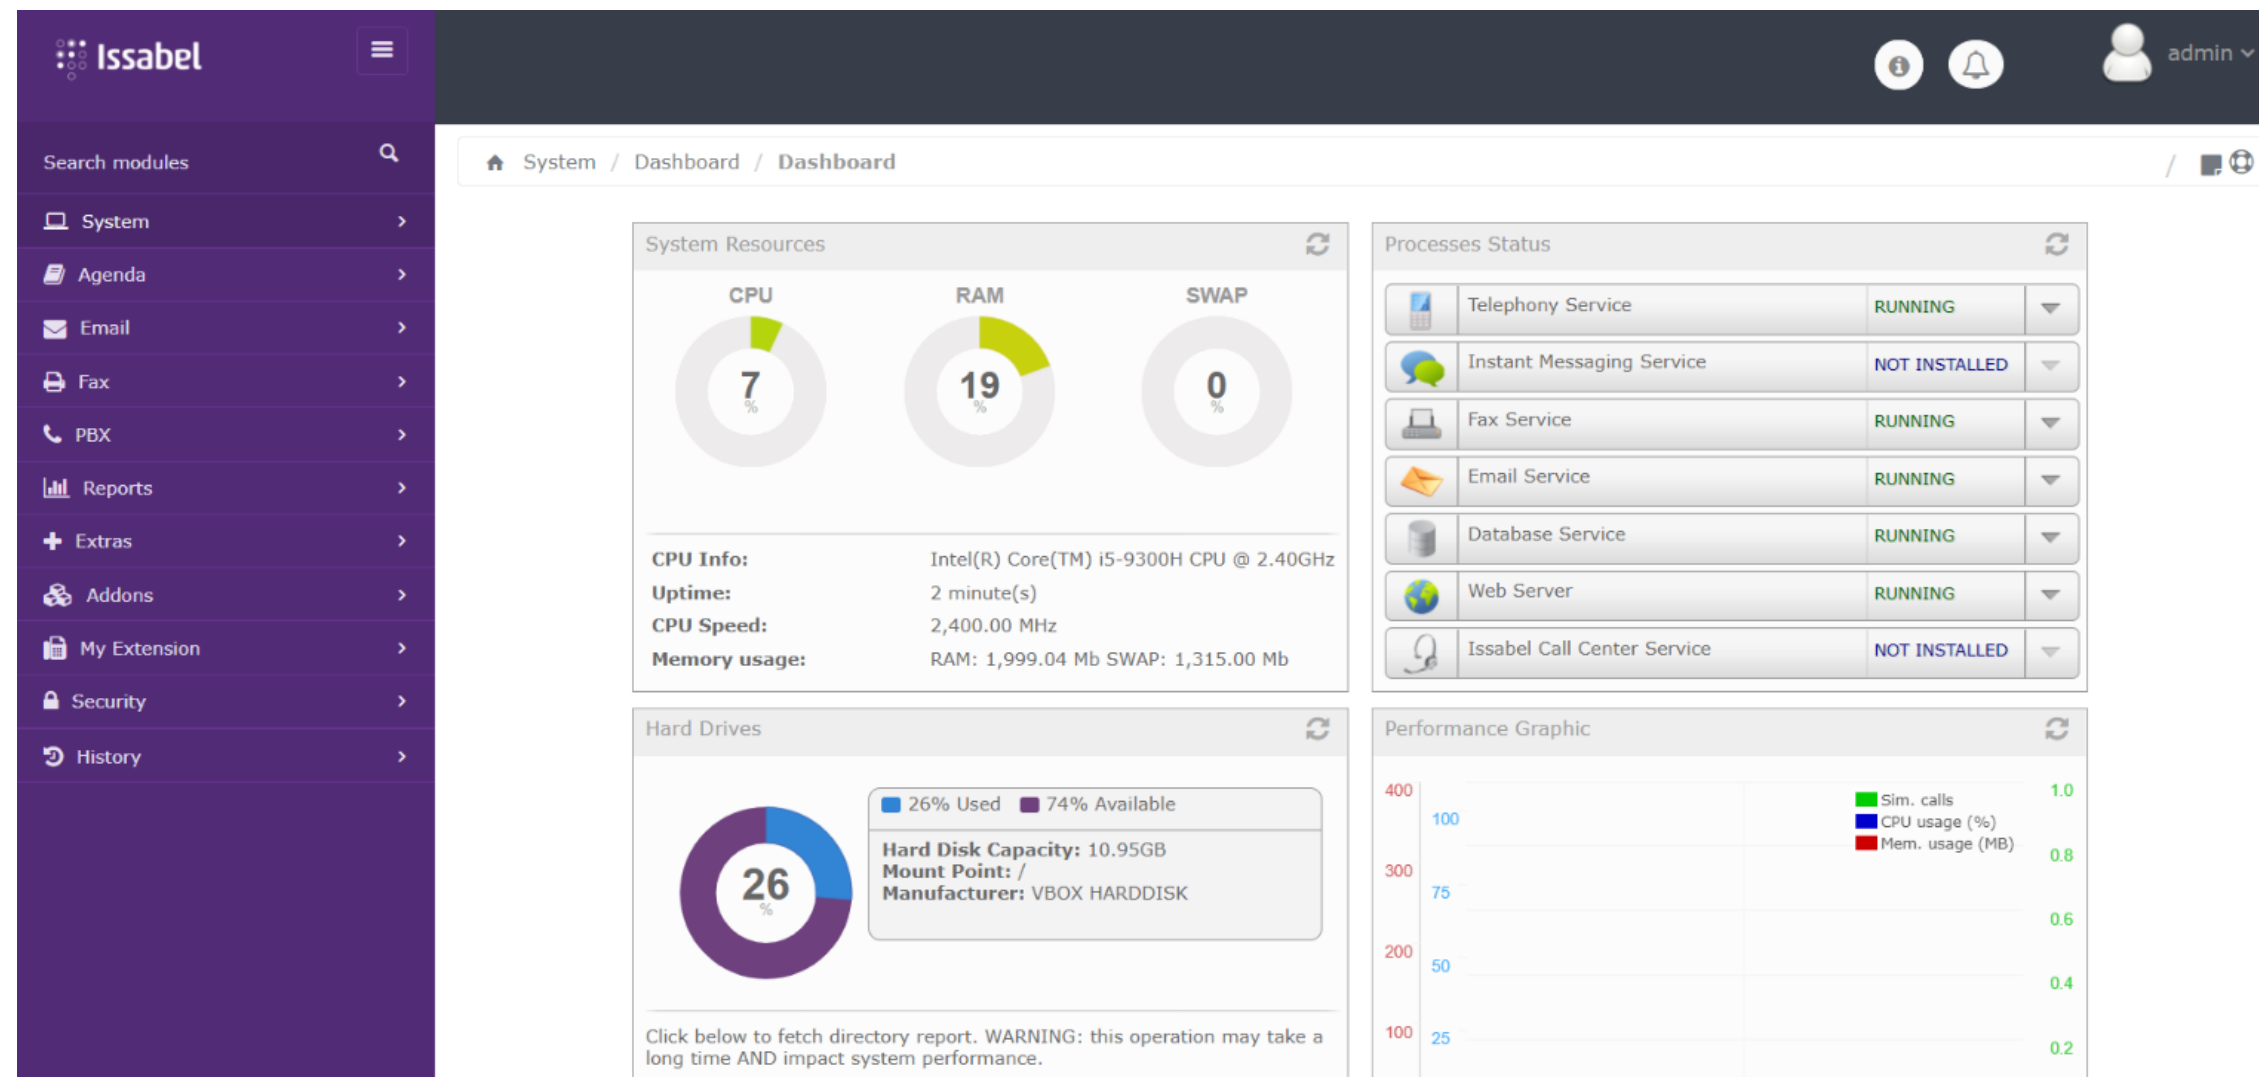 Issabel
admin
Search modules
System / Dashboard / Dashboard
/
System
Agenda
Email
Fax
PBX
Reports
Extras
Addons
My Extension
Security
History
System Resources
CPU
RAM
SWAP
7
%
19
%
0
%
CPU Info: Intel(R) Core(TM) i5-9300H CPU @ 2.40GHz
Uptime: 2 minute(s)
CPU Speed: 2,400.00 MHz
Memory usage: RAM: 1,999.04 Mb SWAP: 1,315.00 Mb
Processes Status
Telephony Service RUNNING
Instant Messaging Service NOT INSTALLED
Fax Service RUNNING
Email Service RUNNING
Database Service RUNNING
Web Server RUNNING
Issabel Call Center Service NOT INSTALLED
Hard Drives
26
%
26% Used 74% Available
Hard Disk Capacity: 10.95GB
Mount Point: /
Manufacturer: VBOX HARDDISK
Click below to fetch directory report. WARNING: this operation may take a
long time AND impact system performance.
Performance Graphic
400
300
200
100
100
75
50
25
Sim. calls
CPU usage (%)
Mem. usage (MB)
1.0
0.8
0.6
0.4
0.2